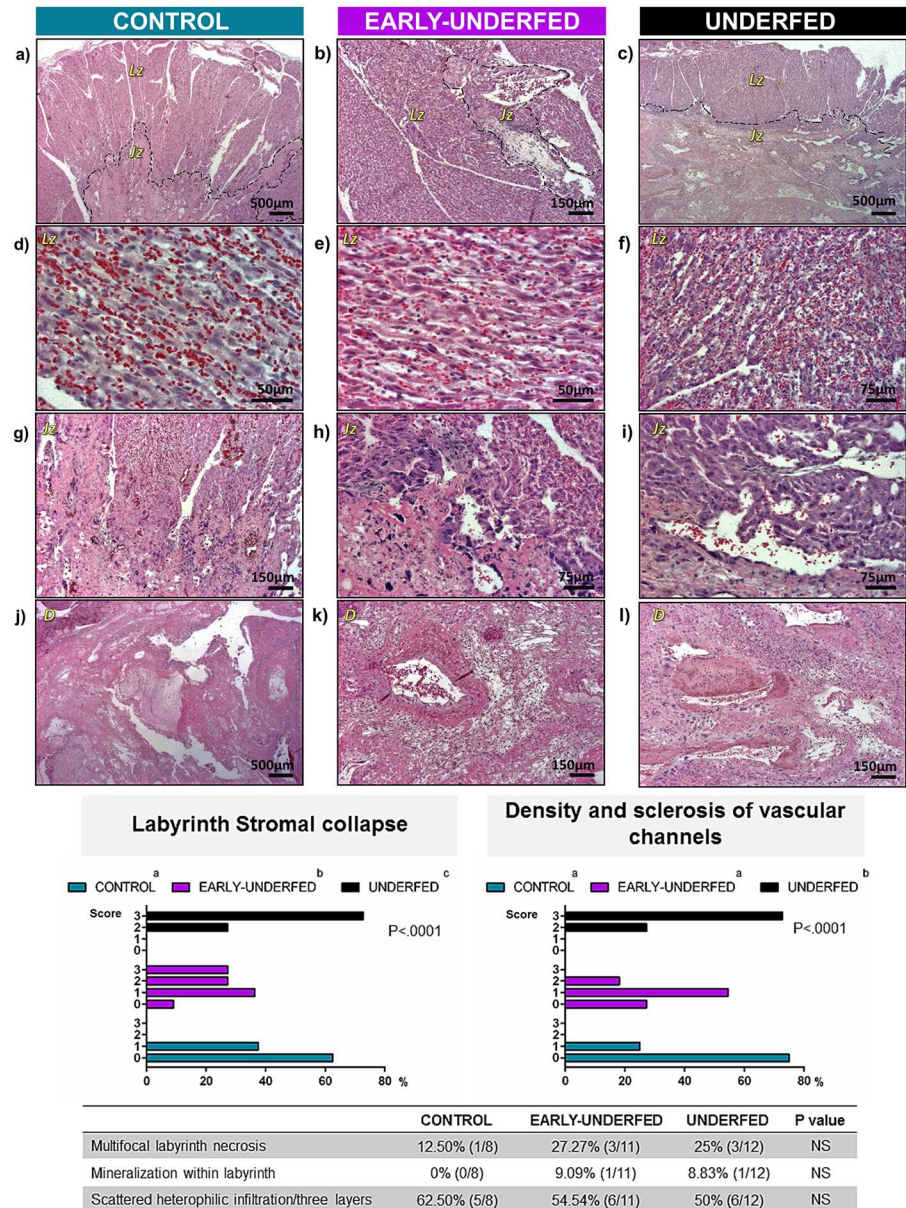 CONTROL EARLY-UNDERFED UNDERFED
a) Lz Jz 500µm
b) Lz Jz 150µm
c) Lz Jz 500µm
d) Lz 50µm
e) Lz 50µm
f) Lz 75µm
g) Jz 150µm
h) Jz 75µm
i) Jz 75µm
j) D 500µm
k) D 150µm
l) D 150µm
Labyrinth Stromal collapse
CONTROL a EARLY-UNDERFED b UNDERFED c
Score
P<.0001
3
2
1
0
3
2
1
0
3
2
1
0
0 20 40 60 80 %
Density and sclerosis of vascular
channels
CONTROL a EARLY-UNDERFED a UNDERFED b
Score
P<.0001
3
2
1
0
3
2
1
0
3
2
1
0
0 20 40 60 80 %
CONTROL EARLY-UNDERFED UNDERFED P value
Multifocal labyrinth necrosis 12.50% (1/8) 27.27% (3/11) 25% (3/12) NS
Mineralization within labyrinth 0% (0/8) 9.09% (1/11) 8.83% (1/12) NS
Scattered heterophilic infiltration/three layers 62.50% (5/8) 54.54% (6/11) 50% (6/12) NS